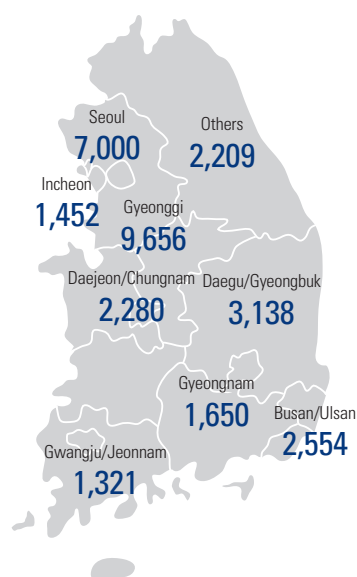 Seoul
7,000
Others
2,209
Incheon
1,452
Gyeonggi
9,656
Daejeon/Chungnam
2,280
Daegu/Gyeongbuk
3,138
Gyeongnam
1,650
Busan/Ulsan
2,554
Gwangju/Jeonnam
1,321